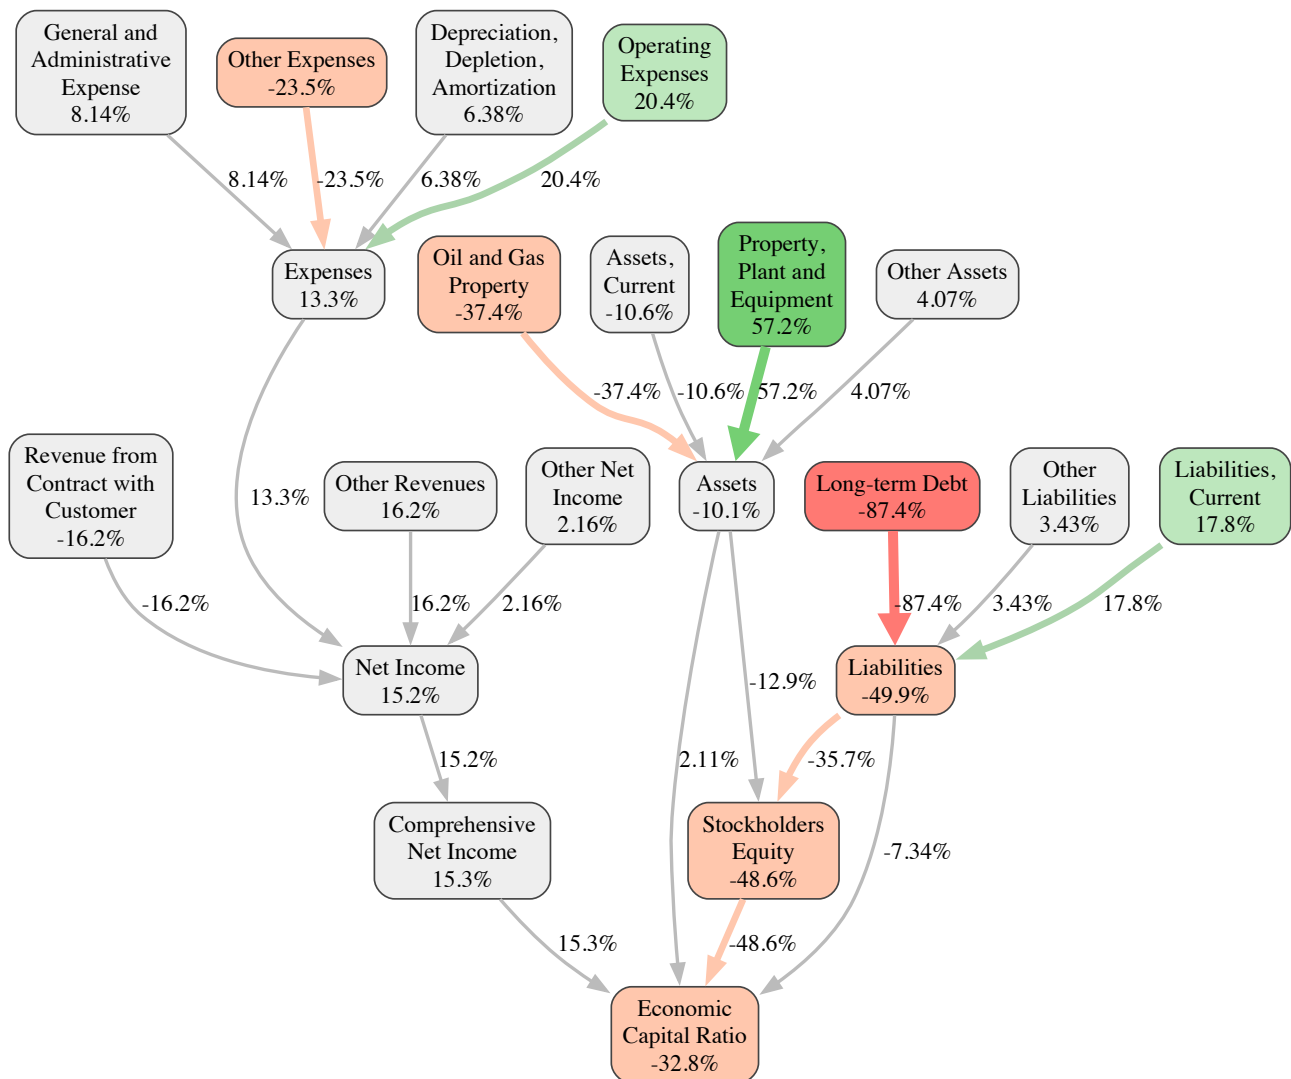 General and
Administrative
Expense
8.14%
Other Expenses
-23.5%
Depreciation,
Depletion,
Amortization
6.38%
Operating
Expenses
20.4%
8.14%
-23.5%
6.38%
20.4%
Expenses
13.3%
Oil and Gas
Property
-37.4%
Assets,
Current
-10.6%
Property,
Plant and
Equipment
57.2%
Other Assets
4.07%
-37.4%
-10.6%
57.2%
4.07%
Revenue from
Contract with
Customer
-16.2%
13.3%
Other Revenues
16.2%
Other Net
Income
2.16%
Assets
-10.1%
Long-term Debt
-87.4%
Other
Liabilities
3.43%
Liabilities,
Current
17.8%
-16.2%
16.2%
2.16%
-87.4%
3.43%
17.8%
Net Income
15.2%
-12.9%
Liabilities
-49.9%
15.2%
2.11%
-35.7%
Comprehensive
Net Income
15.3%
Stockholders
Equity
-48.6%
-7.34%
15.3%
-48.6%
Economic
Capital Ratio
-32.8%